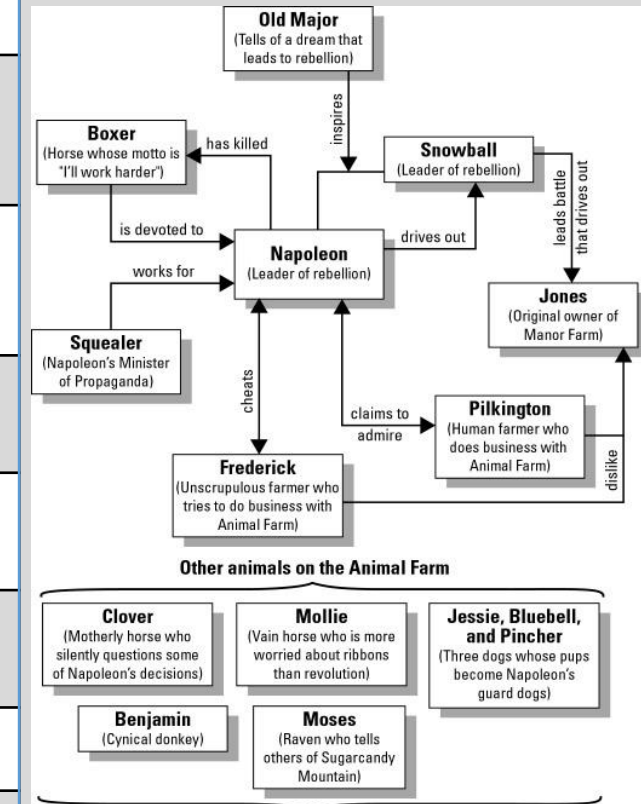 Old Major
(Tells of a dream that
leads to rebellion)
inspires
Boxer
(Horse whose motto is
"I'll work harder")
has killed
Snowball
(Leader of rebellion)
leads battle
that drives out
is devoted to
Napoleon
(Leader of rebellion)
drives out
works for
Jones
(Original owner of
Manor Farm)
Squealer
(Napoleon's Minister
of Propaganda)
cheats
claims to
admire
Pilkington
(Human farmer who
does business with
Animal Farm)
dislike
Frederick
(Unscrupulous farmer who
tries to do business with
Animal Farm)
Other animals on the Animal Farm
Clover
(Motherly horse who
silently questions some
of Napoleon's decisions)
Mollie
(Vain horse who is more
worried about ribbons
than revolution)
Jessie, Bluebell,
and Pincher
(Three dogs whose pups
become Napoleon's
guard dogs)
Benjamin
(Cynical donkey)
Moses
(Raven who tells
others of Sugarcandy
Mountain)